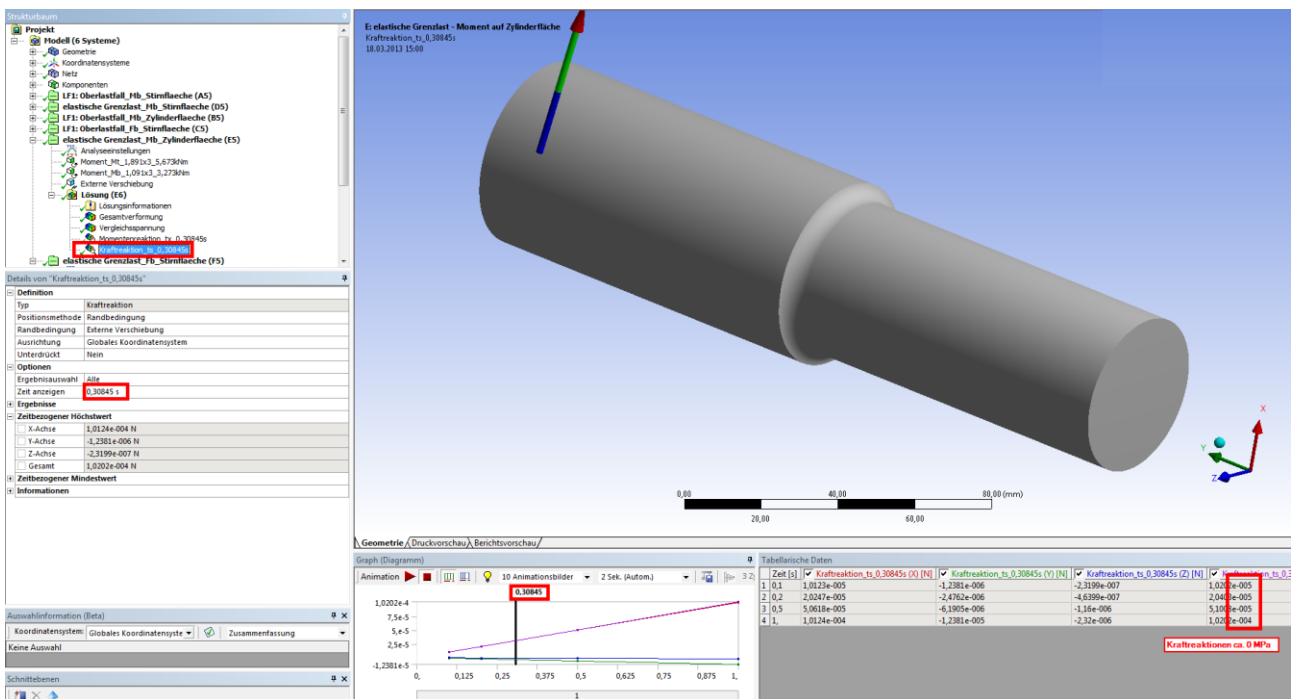 Strukturbaum
Projekt
Modell (6 Systeme)
Geometrie
Koordinatensysteme
Netz
Komponenten
LF1: Oberlastfall_Mb_Stirnflaeche (A5)
elastische Grenzlast_Mb_Stirnflaeche (D5)
LF1: Oberlastfall_Mb_Zylinderflaeche (B5)
LF1: Oberlastfall_Fb_Stirnflaeche (C5)
elastische Grenzlast_Mb_Zylinderflaeche (E5)
Analyseeinstellungen
Moment_Mt_1,891x3_5,673kNm
Moment_Mb_1,091x3_3,273kNm
Externe Verschiebung
Lösung (E6)
Lösungsinformationen
Gesamtverformung
Vergleichsspannung
Momentenreaktion_tx_0,30845s
Kraftreaktion_ts_0,30845s
elastische Grenzlast_Fb_Stirnflaeche (F5)
Details von "Kraftreaktion_ts_0,30845s"
Definition
Typ Kraftreaktion
Positionsmethode Randbedingung
Randbedingung Externe Verschiebung
Ausrichtung Globales Koordinatensystem
Unterdrückt Nein
Optionen
Ergebnisauswahl Alle
Zeit anzeigen 0,30845 s
Ergebnisse
Zeitbezogener Höchstwert
X-Achse 1,0124e-004 N
Y-Achse -1,2381e-006 N
Z-Achse -2,3199e-007 N
Gesamt 1,0202e-004 N
Zeitbezogener Mindestwert
Informationen
Auswahlinformation (Beta)
Koordinatensystem: Globales Koordinatensyste Zusammenfassung
Keine Auswahl
Schnittebenen
E: elastische Grenzlast - Moment auf Zylinderfläche
Kraftreaktion_ts_0,30845s
18.03.2013 15:00
X
Y
Z
0,00 40,00 80,00 (mm)
20,00 60,00
Geometrie Druckvorschau Berichtsvorschau
Graph (Diagramm)
Animation 10 Animationsbilder 2 Sek. (Autom.) 3 Z
0,30845
1,0202e-4
7,5e-5
5,e-5
2,5e-5
-1,2381e-5
0, 0,125 0,25 0,375 0,5 0,625 0,75 0,875 1,
1
Tabellarische Daten
Zeit [s] Kraftreaktion_ts_0,30845s (X) [N] Kraftreaktion_ts_0,30845s (Y) [N] Kraftreaktion_ts_0,30845s (Z) [N] Kraftreaktion_ts_0,3
1 0,1 1,0123e-005 -1,2381e-006 -2,3199e-007 1,0202e-005
2 0,2 2,0247e-005 -2,4762e-006 -4,6399e-007 2,0403e-005
3 0,5 5,0618e-005 -6,1905e-006 -1,16e-006 5,1008e-005
4 1, 1,0124e-004 -1,2381e-005 -2,32e-006 1,0202e-004
Kraftreaktionen ca. 0 MPa